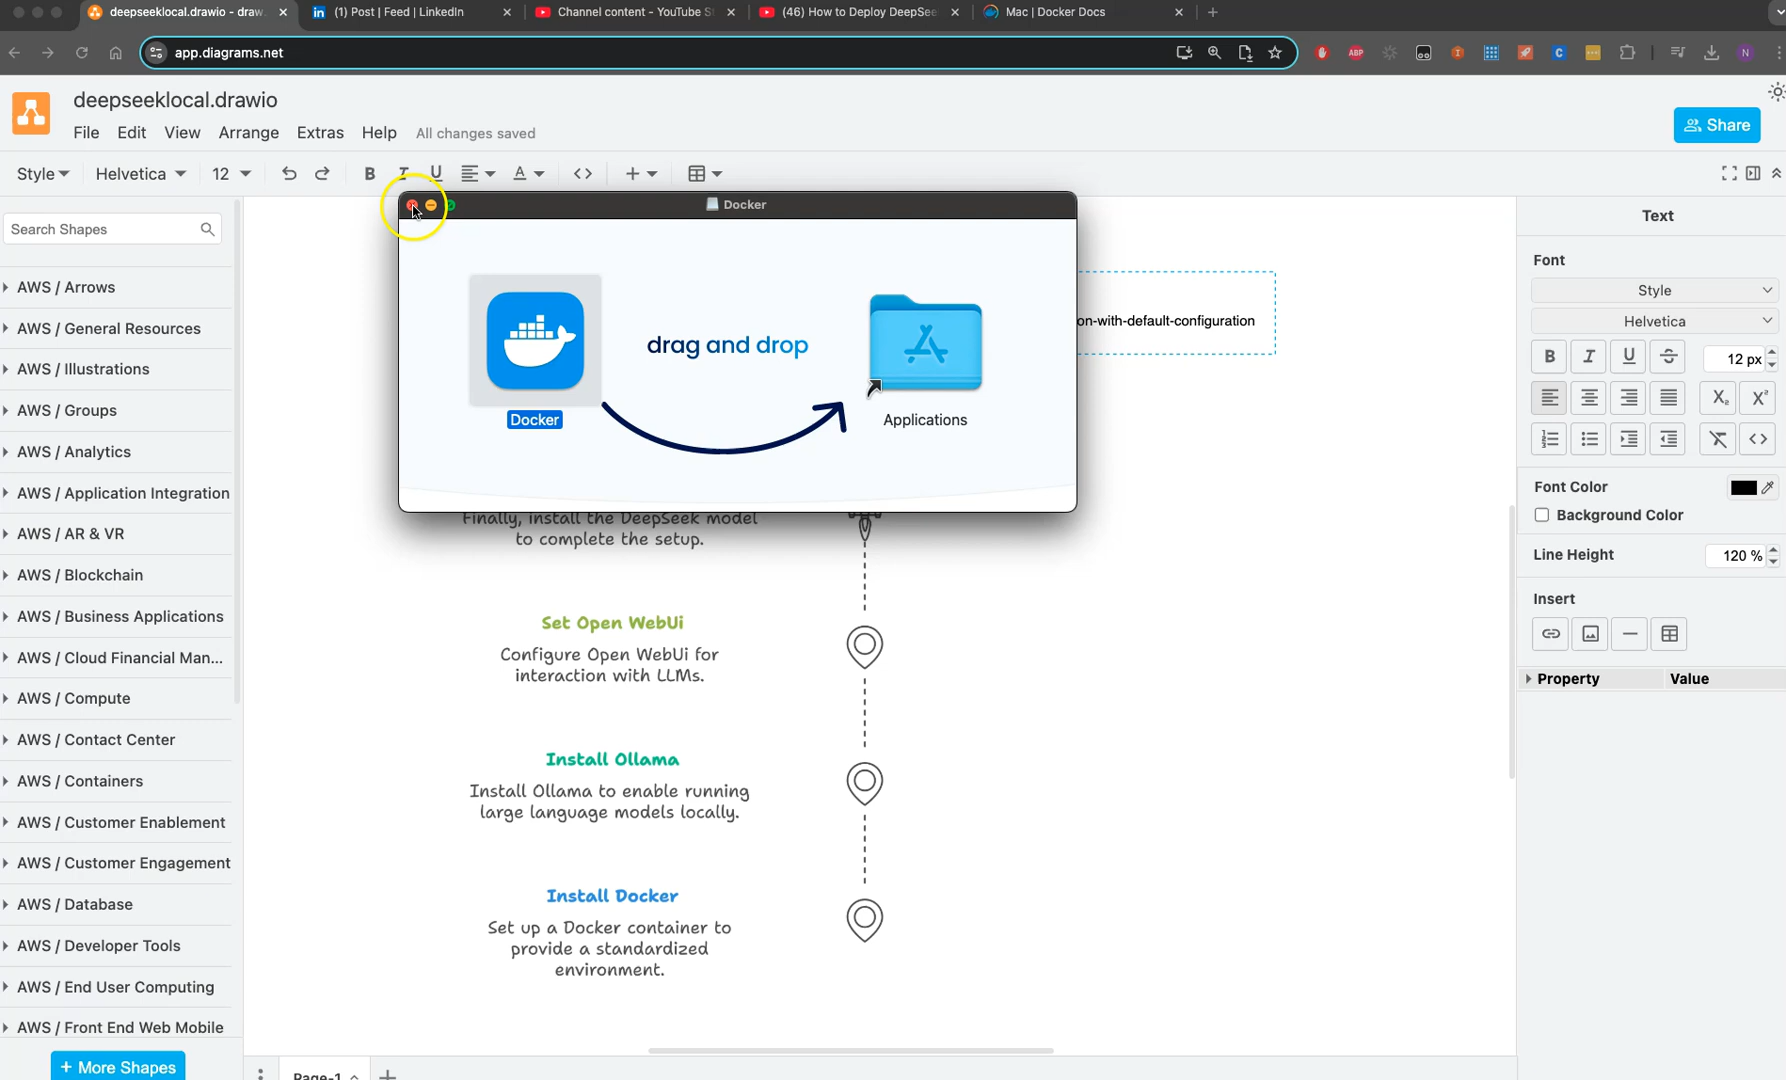 deepseeklocal.drawio - draw.
(1) Post | Feed | LinkedIn
Channel content - YouTube S
(46) How to Deploy DeepSee
Mac | Docker Docs
app.diagrams.net
deepseeklocal.drawio
File Edit View Arrange Extras Help All changes saved
Share
Style Helvetica 12 B I U A
Search Shapes
AWS / Arrows
AWS / General Resources
AWS / Illustrations
AWS / Groups
AWS / Analytics
AWS / Application Integration
AWS / AR & VR
AWS / Blockchain
AWS / Business Applications
AWS / Cloud Financial Man...
AWS / Compute
AWS / Contact Center
AWS / Containers
AWS / Customer Enablement
AWS / Customer Engagement
AWS / Database
AWS / Developer Tools
AWS / End User Computing
AWS / Front End Web Mobile
+ More Shapes
Docker
drag and drop
Docker
Applications
on-with-default-configuration
Finally, install the DeepSeek model
to complete the setup.
Set Open WebUi
Configure Open WebUi for
interaction with LLMs.
Install Ollama
Install Ollama to enable running
large language models locally.
Install Docker
Set up a Docker container to
provide a standardized
environment.
Page-1
Text
Font
Style
Helvetica
B I U S 12 px
Font Color
Background Color
Line Height 120 %
Insert
Property Value